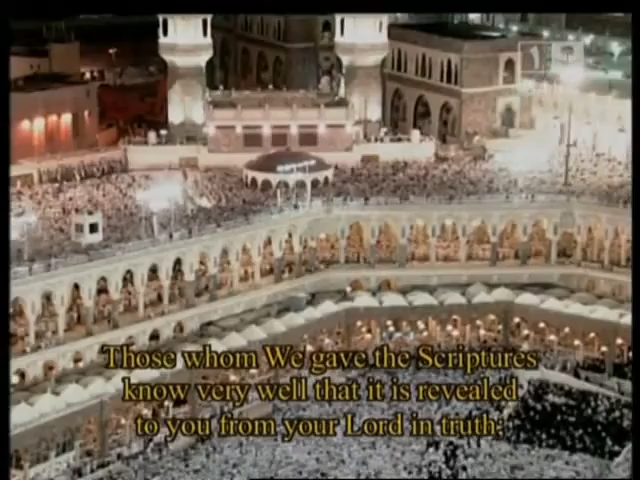 Those whom We gave the Scriptures
know very well that it is revealed
to you from your Lord in truth;